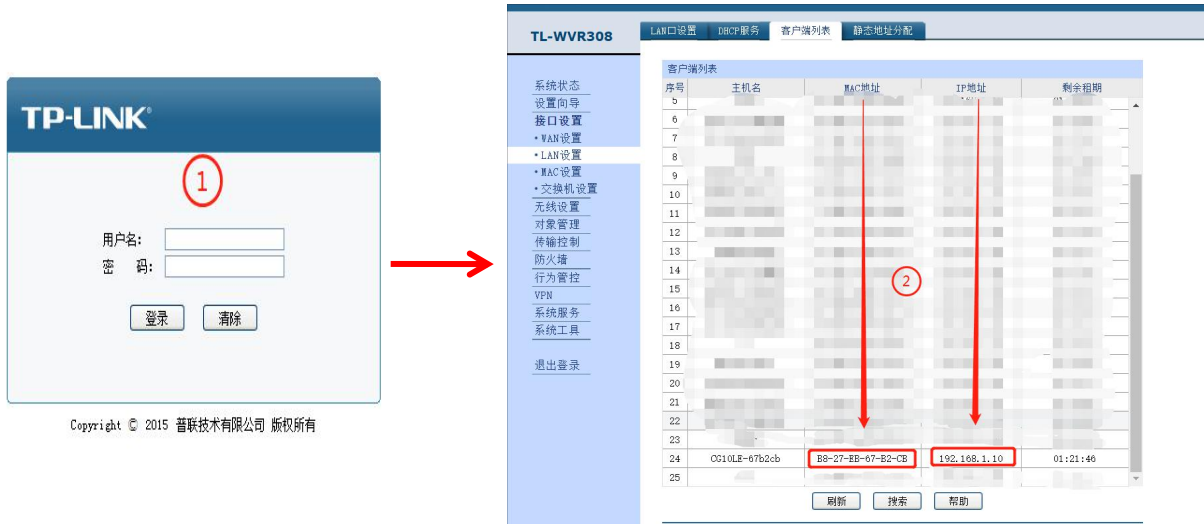 TP-LINK®
1
用户名:
密 码:
登录 清除
Copyright © 2015 普联技术有限公司 版权所有
TL-WVR308
LAN口设置 DHCP服务 客户端列表 静态地址分配
系统状态
设置向导
接口设置
•WAN设置
•LAN设置
•MAC设置
•交换机设置
无线设置
对象管理
传输控制
防火墙
行为管控
VPN
系统服务
系统工具
退出登录
客户端列表
序号 主机名 MAC地址 IP地址 剩余租期
5
6
7
8
9
10
11
12
13
14
2
15
16
17
18
19
20
21
22
23
24 CG10LE-67b2cb B8-27-EB-67-B2-CB 192.168.1.10 01:21:46
25
刷新 搜索 帮助